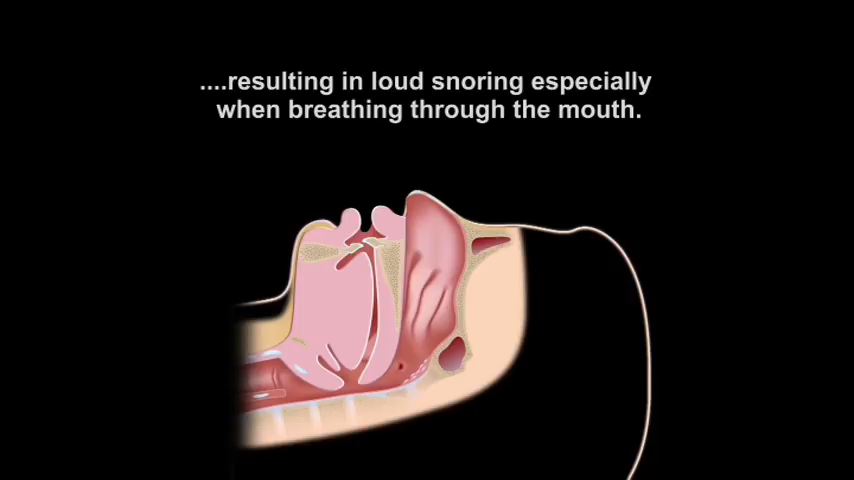 ....resulting in loud snoring especially
when breathing through the mouth.